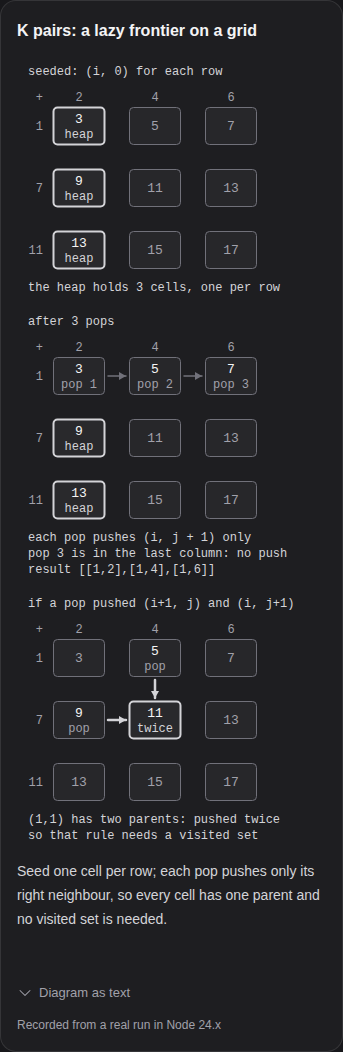 K pairs: a lazy frontier on a grid
seeded: (i, 0) for each row
+ 2 4 6
1 3 5 7
heap
7 9 11 13
heap
11 13 15 17
heap
the heap holds 3 cells, one per row
after 3 pops
+ 2 4 6
1 3 5 7
pop 1 pop 2 pop 3
7 9 11 13
heap
11 13 15 17
heap
each pop pushes (i, j + 1) only
pop 3 is in the last column: no push
result [[1,2],[1,4],[1,6]]
if a pop pushed (i+1, j) and (i, j+1)
+ 2 4 6
1 3 5 7
pop
7 9 11 13
pop twice
11 13 15 17
(1,1) has two parents: pushed twice
so that rule needs a visited set
Seed one cell per row; each pop pushes only its
right neighbour, so every cell has one parent and
no visited set is needed.
Diagram as text
Recorded from a real run in Node 24.x